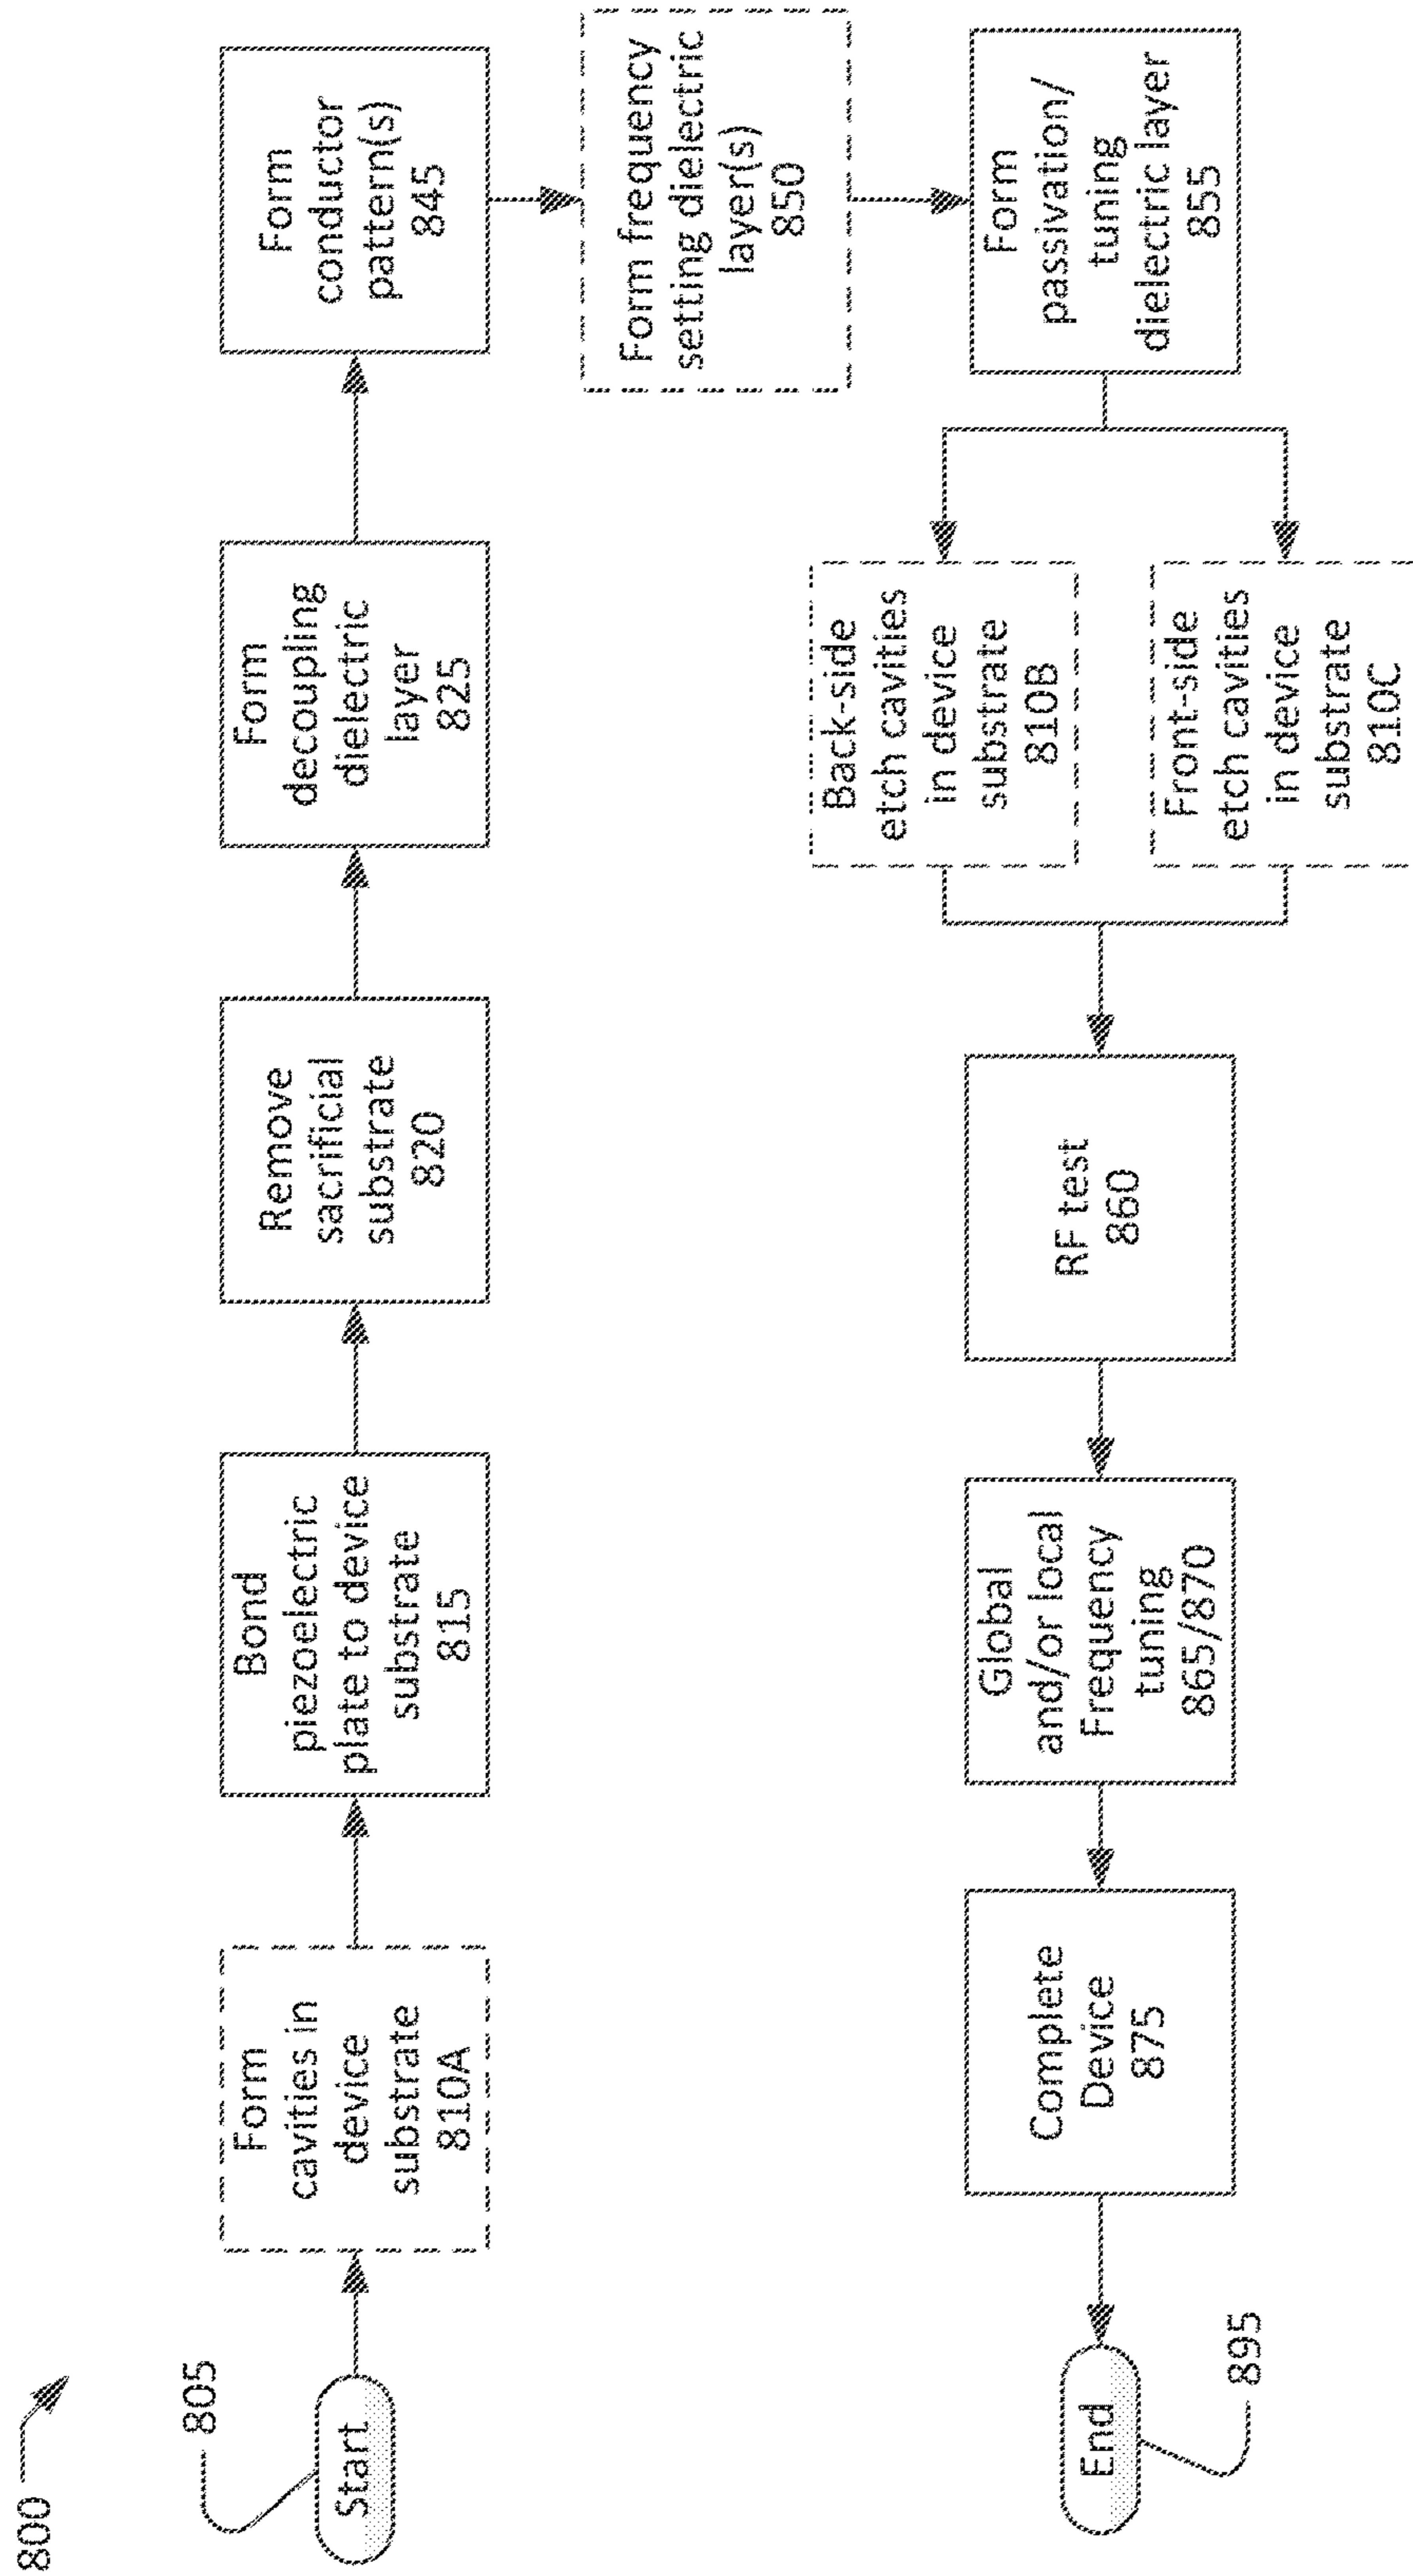 800
805
Start
Form
cavities in
device
substrate
810A
Bond
piezoelectric
plate to device
substrate
815
Remove
sacrificial
substrate
820
Form
decoupling
dielectric
layer
825
Form
conductor
pattern(s)
845
Form frequency
setting dielectric
layer(s)
850
Form
passivation/
tuning
dielectric layer
855
Back-side
etch cavities
in device
substrate
810B
Front-side
etch cavities
in device
substrate
810C
RF test
860
Global
and/or local
Frequency
tuning
865/870
Complete
Device
875
End
895